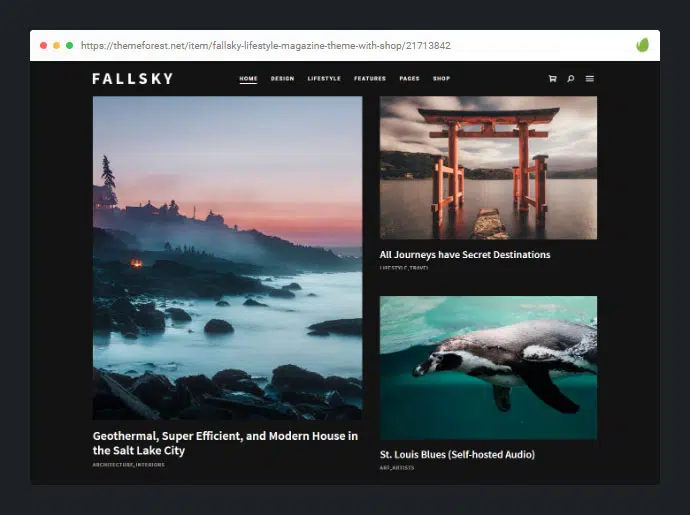 https://themeforest.net/item/fallsky-lifestyle-magazine-theme-with-shop/21713842
FALLSKY
HOME DESIGN LIFESTYLE FEATURES PAGES SHOP
All Journeys have Secret Destinations
LIFESTYLE, TRAVEL
Geothermal, Super Efficient, and Modern House in
the Salt Lake City
ARCHITECTURE, INTERIORS
St. Louis Blues (Self-hosted Audio)
ART, ARTISTS